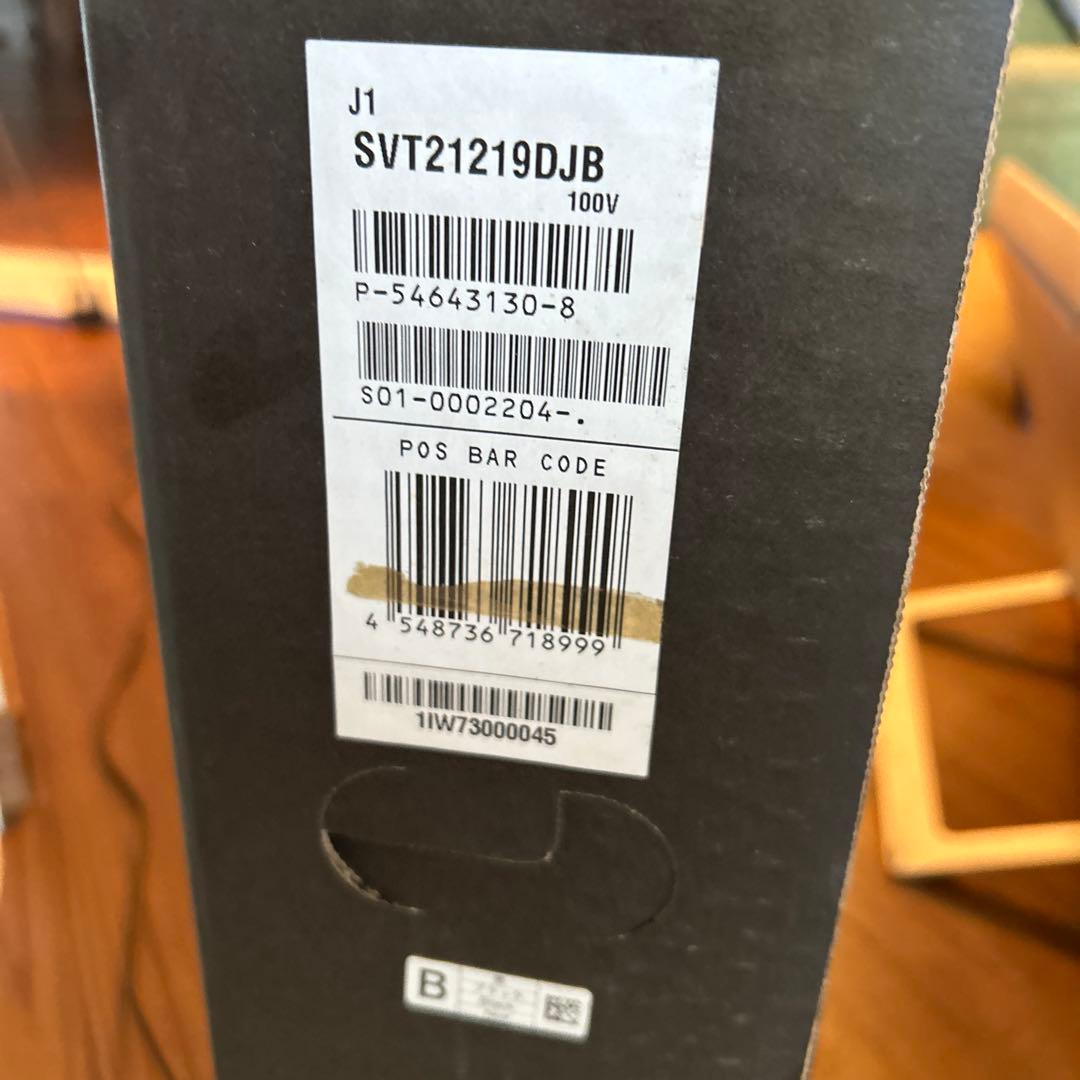 J1
SVT21219DJB
100V
P-54643130-8
S01-0002204-.
POS BAR CODE
4 548736 718999
1IW73000045
B